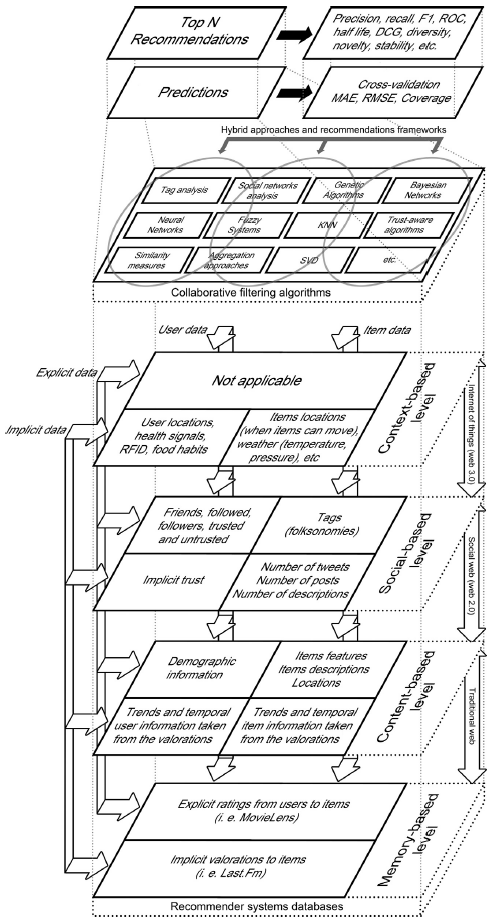 Top N
Recommendations
Precision, recall, F1, ROC,
half life, DCG, diversity,
novelty, stability, etc.
Predictions
Cross-validation
MAE, RMSE, Coverage
Hybrid approaches and recommendations frameworks
Tag analysis
Social networks
analysis
Genetic
Algorithms
Bayesian
Networks
Neural
Networks
Fuzzy
Systems
KNN
Trust-aware
algorithms
Similarity
measures
Aggregation
approaches
SVD
etc.
Collaborative filtering algorithms
User data
Item data
Explicit data
Implicit data
Not applicable
User locations,
health signals,
RFID, food habits
Items locations
(when items can move),
weather (temperature,
pressure), etc
Context-based
level
Internet of things (web 3.0)
Friends, followed,
followers, trusted
and untrusted
Tags
(folksonomies)
Implicit trust
Number of tweets
Number of posts
Number of descriptions
Social-based
level
Social web (web 2.0)
Demographic
information
Items features
Items descriptions
Locations
Trends and temporal
user information taken
from the valorations
Trends and temporal
item information taken
from the valorations
Content-based
level
Traditional web
Explicit ratings from users to items
(i. e. MovieLens)
Implicit valorations to items
(i. e. Last.Fm)
Memory-based
level
Recommender systems databases